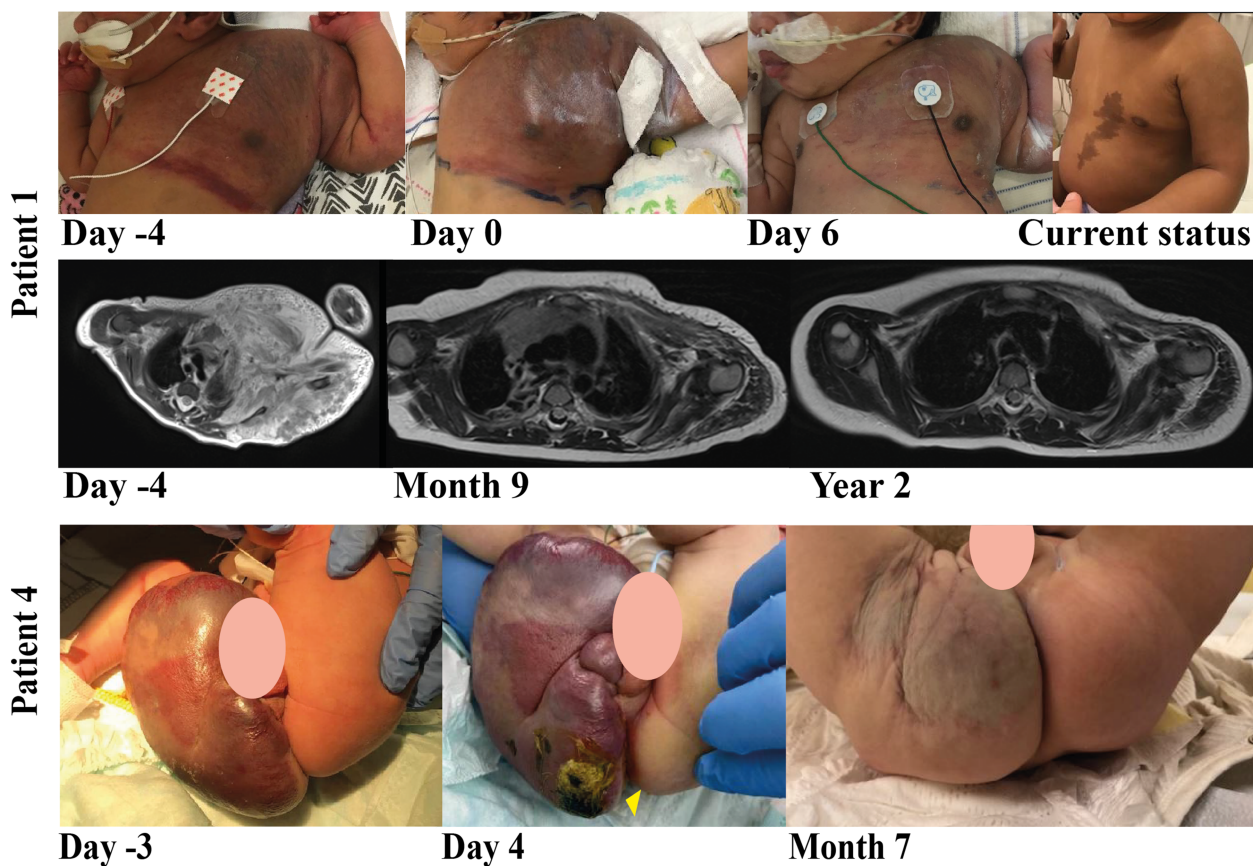 Patient 1
Day -4
Day 0
Day 6
Current status
Day -4
Month 9
Year 2
Patient 4
Day -3
Day 4
Month 7